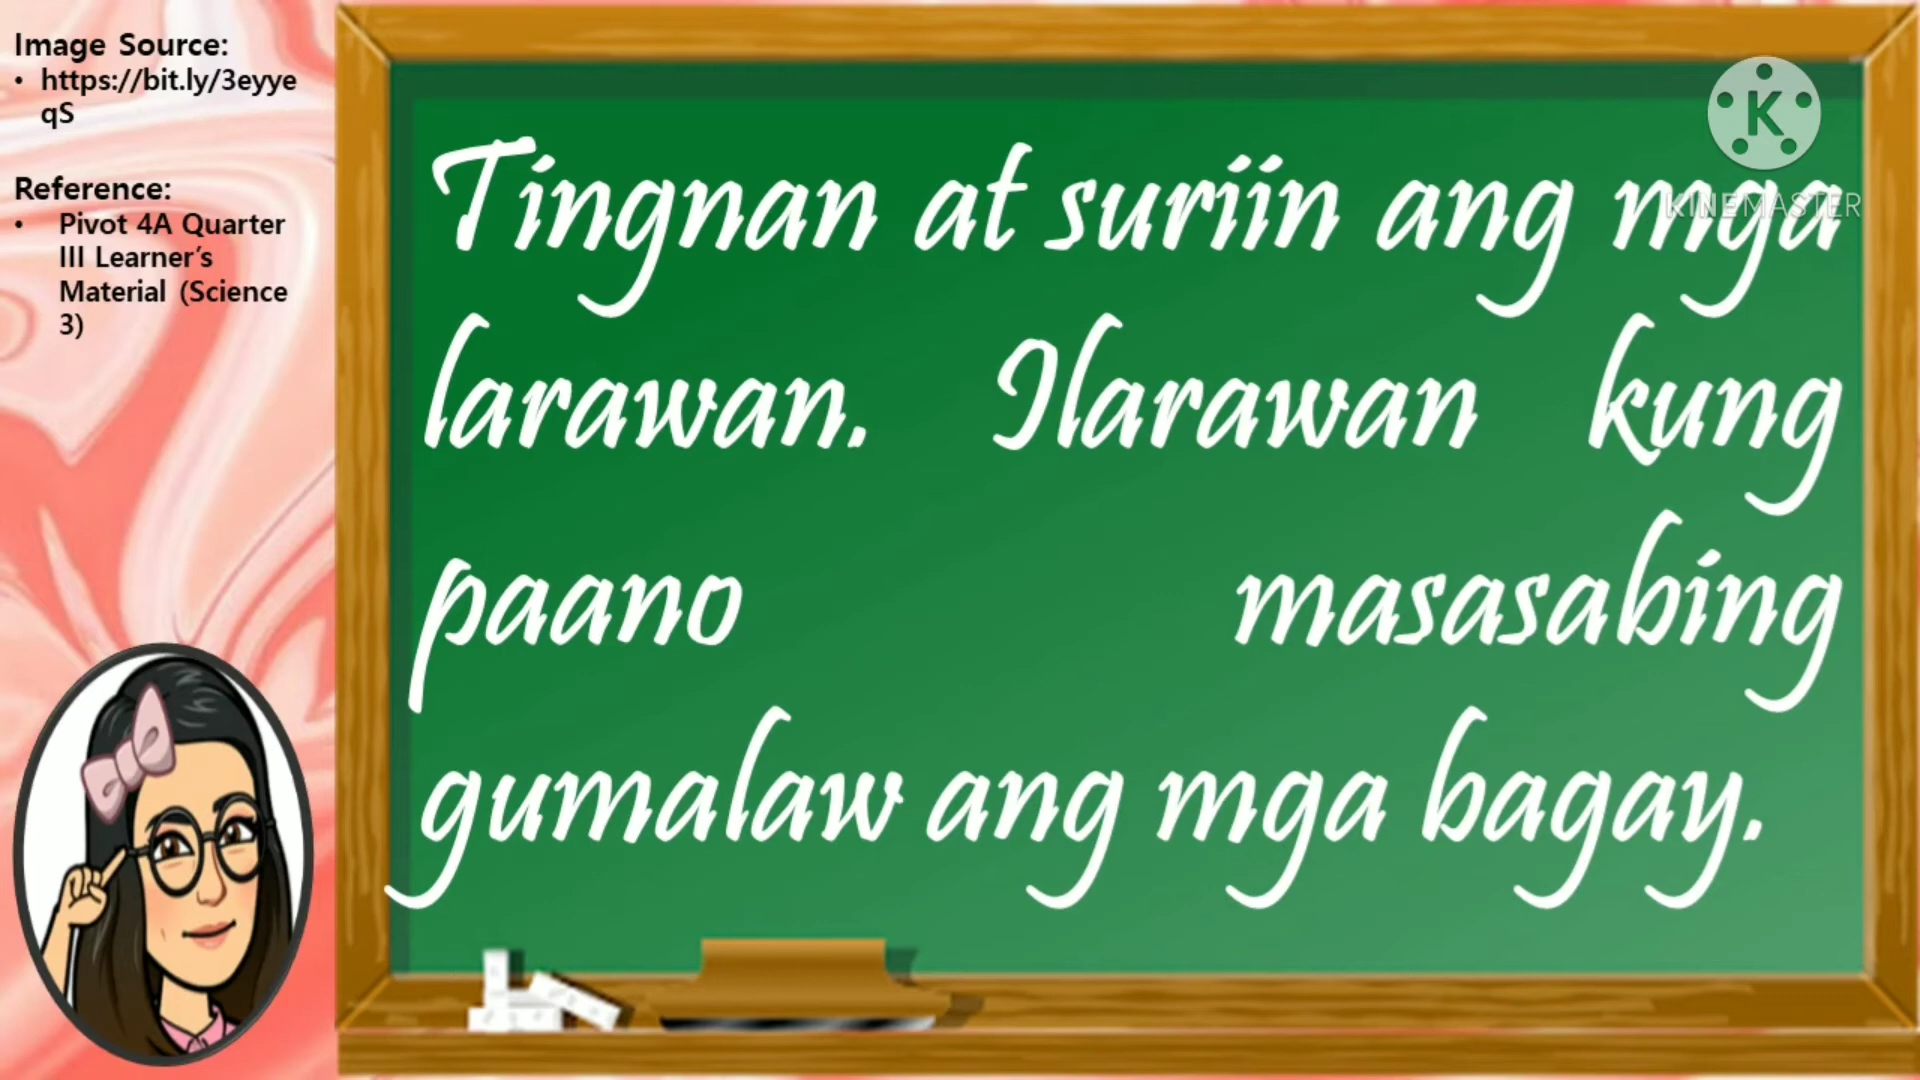 Image Source:
• https://bit.ly/3eyye
qS
Reference:
• Pivot 4A Quarter
III Learner’s
Material (Science
3)
K
KINEMASTER
Tingnan at suriin ang mga
larawan. Ilarawan kung
paano masasabing
gumalaw ang mga bagay.